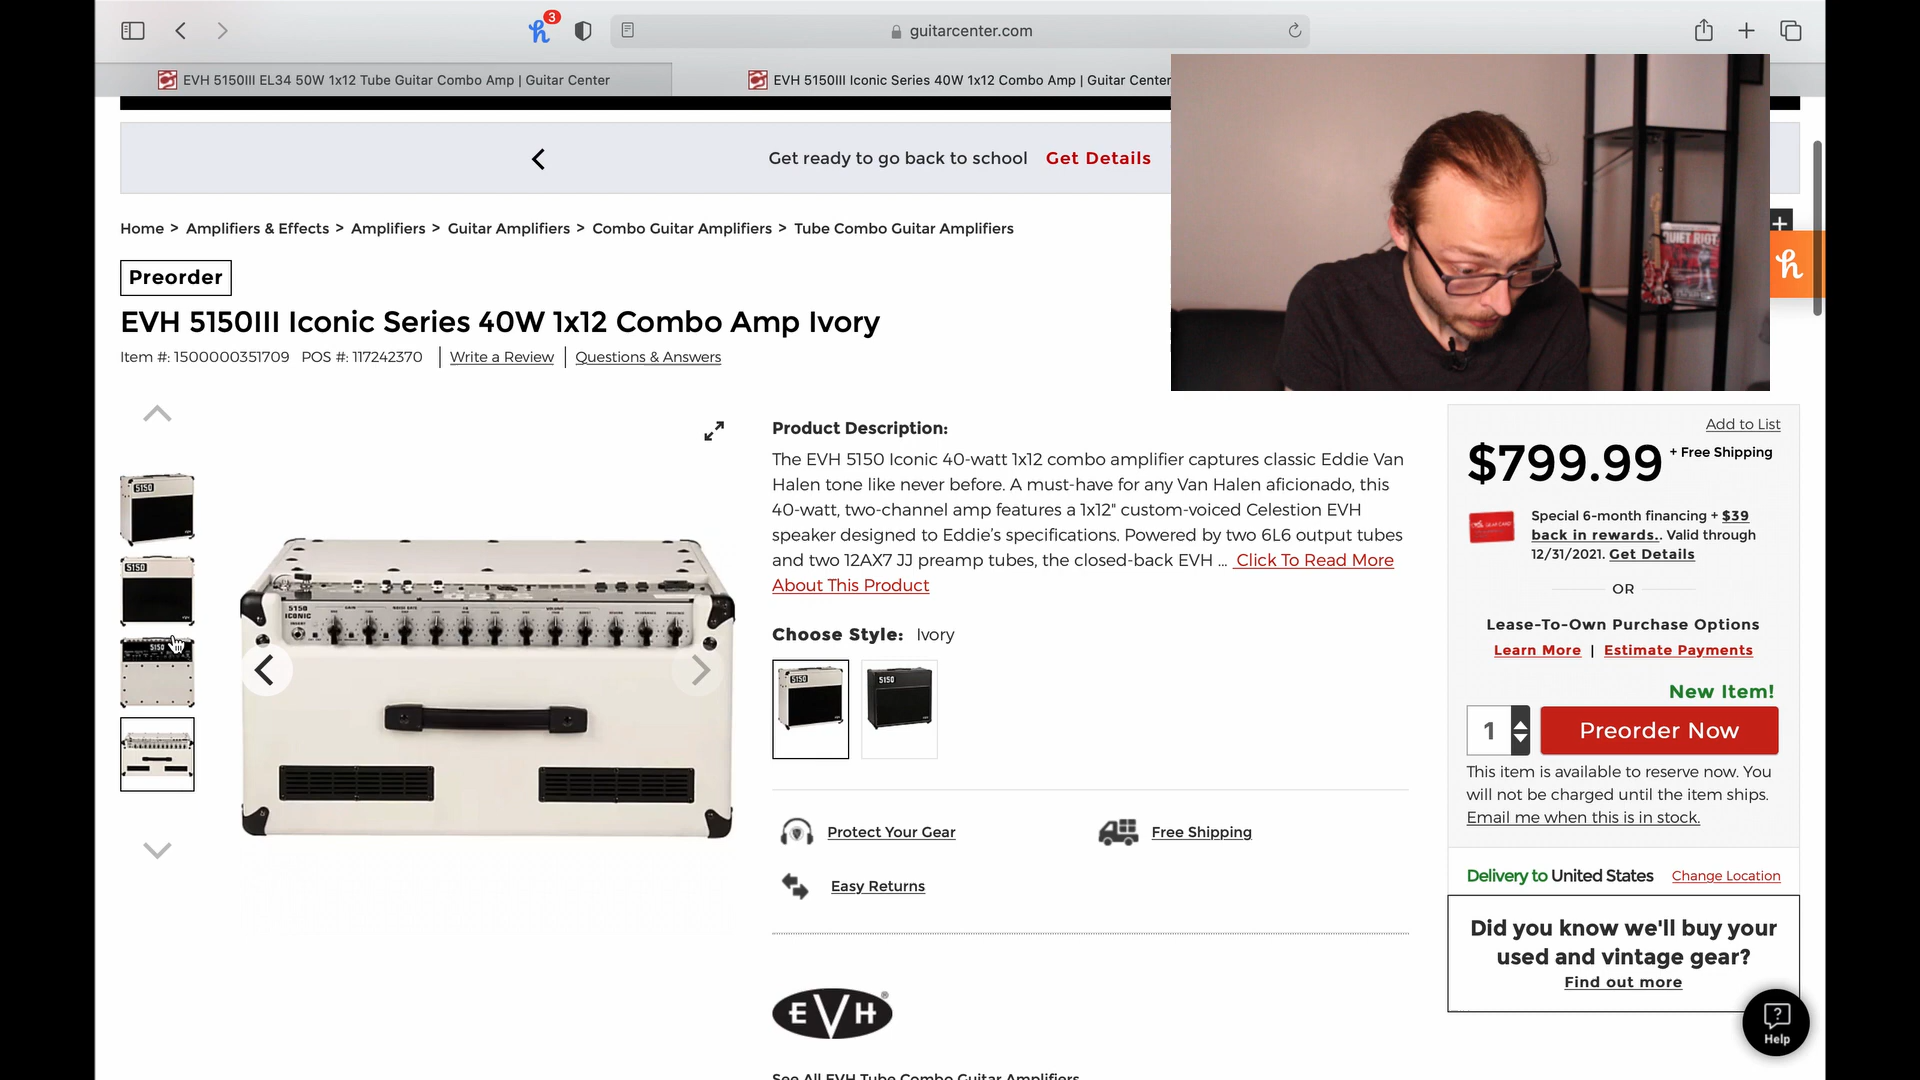 3
guitarcenter.com
EVH 5150III EL34 50W 1x12 Tube Guitar Combo Amp | Guitar Center
EVH 5150III Iconic Series 40W 1x12 Combo Amp | Guitar Center
Get ready to go back to school Get Details
Home > Amplifiers & Effects > Amplifiers > Guitar Amplifiers > Combo Guitar Amplifiers > Tube Combo Guitar Amplifiers
QUIET RIOT
Preorder
EVH 5150III Iconic Series 40W 1x12 Combo Amp Ivory
Item #: 1500000351709 POS #: 117242370 | Write a Review | Questions & Answers
Product Description:
The EVH 5150 Iconic 40-watt 1x12 combo amplifier captures classic Eddie Van
Halen tone like never before. A must-have for any Van Halen aficionado, this
40-watt, two-channel amp features a 1x12" custom-voiced Celestion EVH
speaker designed to Eddie’s specifications. Powered by two 6L6 output tubes
and two 12AX7 JJ preamp tubes, the closed-back EVH ... Click To Read More
About This Product
5150
5150
5150
5150
ICONIC
Choose Style: Ivory
5150
5150
Protect Your Gear
Free Shipping
Easy Returns
EVH®
See All EVH Tube Combo Guitar Amplifiers
Add to List
$799.99 + Free Shipping
Special 6-month financing + $39
back in rewards.. Valid through
12/31/2021. Get Details
OR
Lease-To-Own Purchase Options
Learn More | Estimate Payments
New Item!
1
Preorder Now
This item is available to reserve now. You
will not be charged until the item ships.
Email me when this is in stock.
Delivery to United States Change Location
Did you know we'll buy your
used and vintage gear?
Find out more
Help